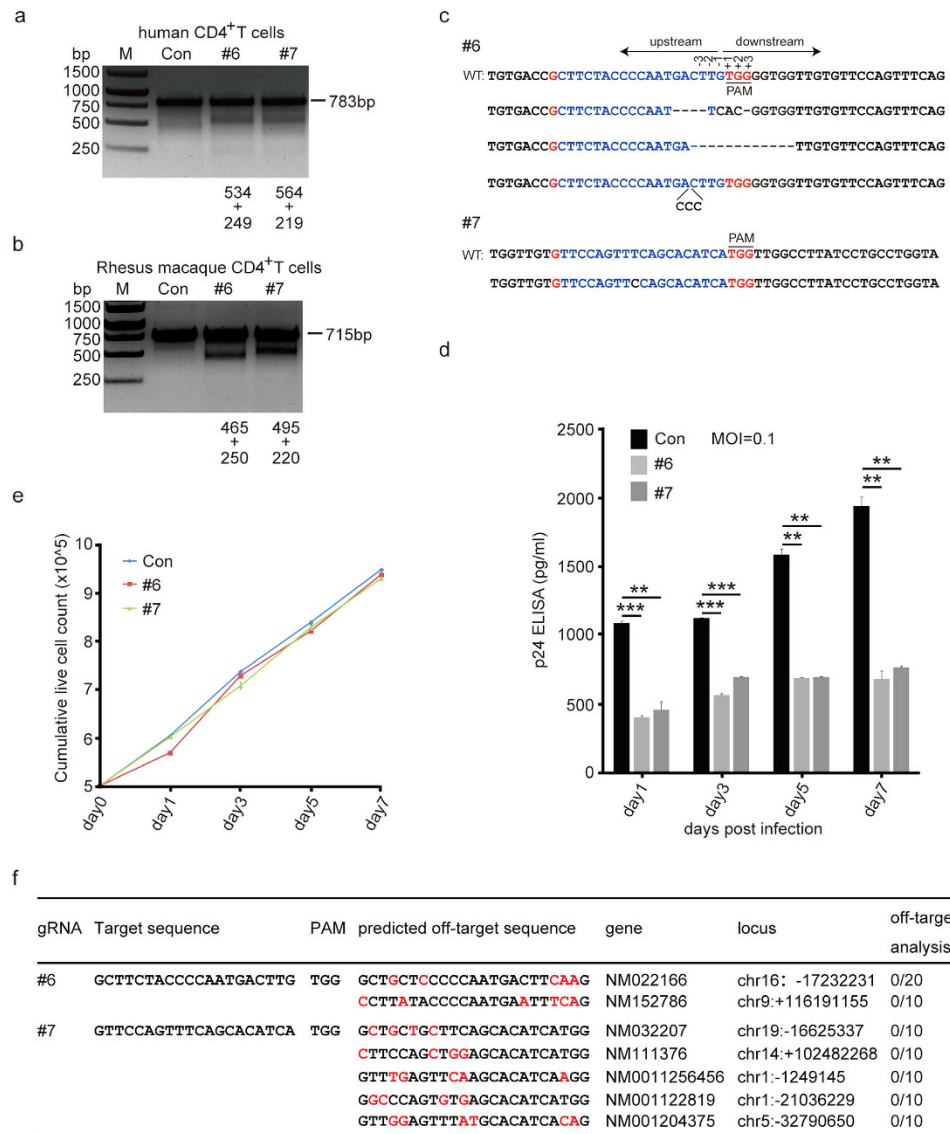 a
human CD4+T cells
bp M Con #6 #7
1500
1000
750
500
250
783bp
534 564
+ +
249 219
b
Rhesus macaque CD4+T cells
bp M Con #6 #7
1500
1000
750
500
250
715bp
465 495
+ +
250 220
c
#6
upstream downstream
-3 -2 -1 +1 +2 +3
WT: TGTGACCGCTTCTACCCCAATGACTTGTGGGGTGGTTGTGTTCCAGTTTCAG
PAM
TGTGACCGCTTCTACCCCAAT----TCAC-GGTGGTTGTGTTCCAGTTTCAG
TGTGACCGCTTCTACCCCAATGA------------TTGTGTTCCAGTTTCAG
TGTGACCGCTTCTACCCCAATGACTTGTGGGGTGGTTGTGTTCCAGTTTCAG
CCC
#7
PAM
WT: TGGTTGTGTTCCAGTTTCAGCACATCATGGTTGGCCTTATCCTGCCTGGTA
TGGTTGTGTTCCAGTTCCAGCACATCATGGTTGGCCTTATCCTGCCTGGTA
d
2500
2000
1500
1000
500
0
p24 ELISA (pg/ml)
Con MOI=0.1
#6
#7
** ***
*** ***
** **
** **
day1 day3 day5 day7
days post infection
e
Cumulative live cell count (x10^5)
10
9
7
6
5
Con
#6
#7
day0 day1 day3 day5 day7
f
gRNA Target sequence PAM predicted off-target sequence gene locus off-target analysis
#6 GCTTCTACCCCAATGACTTG TGG GCTGCTCCCCCAATGACTTCAAG NM022166 chr16: -17232231 0/20
CCTTATACCCCAATGAATTTCAG NM152786 chr9:+116191155 0/10
#7 GTTCCAGTTTCAGCACATCA TGG GCTGCTGCTTCAGCACATCATGG NM032207 chr19:-16625337 0/10
CTTCCAGCTGGAGCACATCATGG NM111376 chr14:+102482268 0/10
GTTTGAGTTCAAGCACATCAAGG NM0011256456 chr1:-1249145 0/10
GGCCCAGTGTGAGCACATCATGG NM001122819 chr1:-21036229 0/10
GTTGGAGTTTATGCACATCACAG NM001204375 chr5:-32790650 0/10